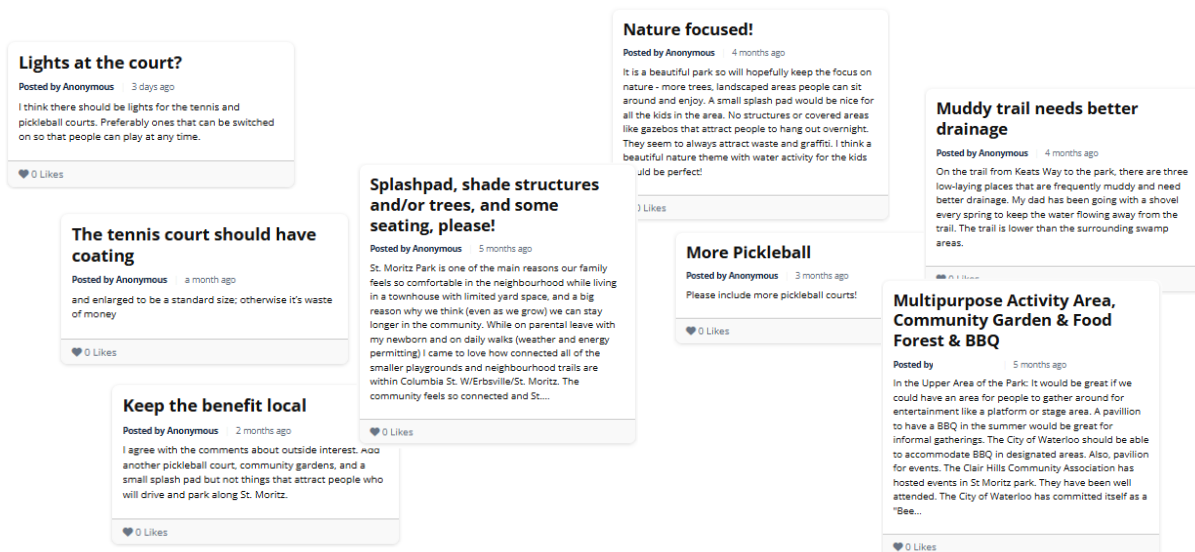 Lights at the court?
Posted by Anonymous 3 days ago
I think there should be lights for the tennis and
pickleball courts. Preferably ones that can be switched
on so that people can play at any time.
0 Likes
The tennis court should have
coating
Posted by Anonymous a month ago
and enlarged to be a standard size; otherwise it's waste
of money
0 Likes
Keep the benefit local
Posted by Anonymous 2 months ago
I agree with the comments about outside interest. Add
another pickleball court, community gardens, and a
small splash pad but not things that attract people who
will drive and park along St. Moritz.
0 Likes
Splashpad, shade structures
and/or trees, and some
seating, please!
Posted by Anonymous 5 months ago
St. Moritz Park is one of the main reasons our family
feels so comfortable in the neighbourhood while living
in a townhouse with limited yard space, and a big
reason why we think (even as we grow) we can stay
longer in the community. While on parental leave with
my newborn and on daily walks (weather and energy
permitting) I came to love how connected all of the
smaller playgrounds and neighbourhood trails are
within Columbia St. W/Erbsville/St. Moritz. The
community feels so connected and St....
0 Likes
Nature focused!
Posted by Anonymous 4 months ago
It is a beautiful park so will hopefully keep the focus on
nature - more trees, landscaped areas people can sit
around and enjoy. A small splash pad would be nice for
all the kids in the area. No structures or covered areas
like gazebos that attract people to hang out overnight.
They seem to always attract waste and graffiti. I think a
beautiful nature theme with water activity for the kids
be perfect!
0 Likes
More Pickleball
Posted by Anonymous 3 months ago
Please include more pickleball courts!
0 Likes
Muddy trail needs better
drainage
Posted by Anonymous 4 months ago
On the trail from Keats Way to the park, there are three
low-laying places that are frequently muddy and need
better drainage. My dad has been going with a shovel
every spring to keep the water flowing away from the
trail. The trail is lower than the surrounding swamp
areas.
0 Likes
Multipurpose Activity Area,
Community Garden & Food
Forest & BBQ
Posted by 5 months ago
In the Upper Area of the Park: It would be great if we
could have an area for people to gather around for
entertainment like a platform or stage area. A pavillion
to have a BBQ in the summer would be great for
informal gatherings. The City of Waterloo should be able
to accommodate BBQ in designated areas. Also, pavilion
for events. The Clair Hills Community Association has
hosted events in St Moritz park. They have been well
attended. The City of Waterloo has committed itself as a
"Bee...
0 Likes